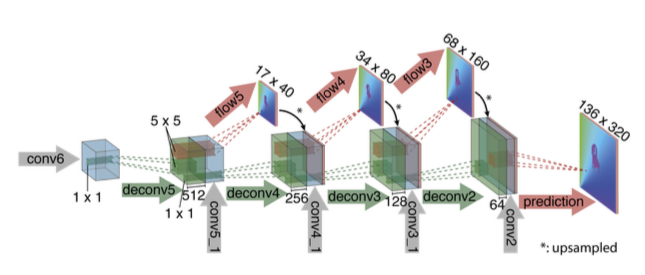 68 x 160
34 x 80
17 x 40
flow5
flow4
flow3
*
*
*
136 x 320
5 x 5
conv6
1 x 1
deconv5
512
1 x 1
conv5_1
deconv4
256
conv4_1
deconv3
128
conv3_1
deconv2
64
conv2
prediction
*: upsampled